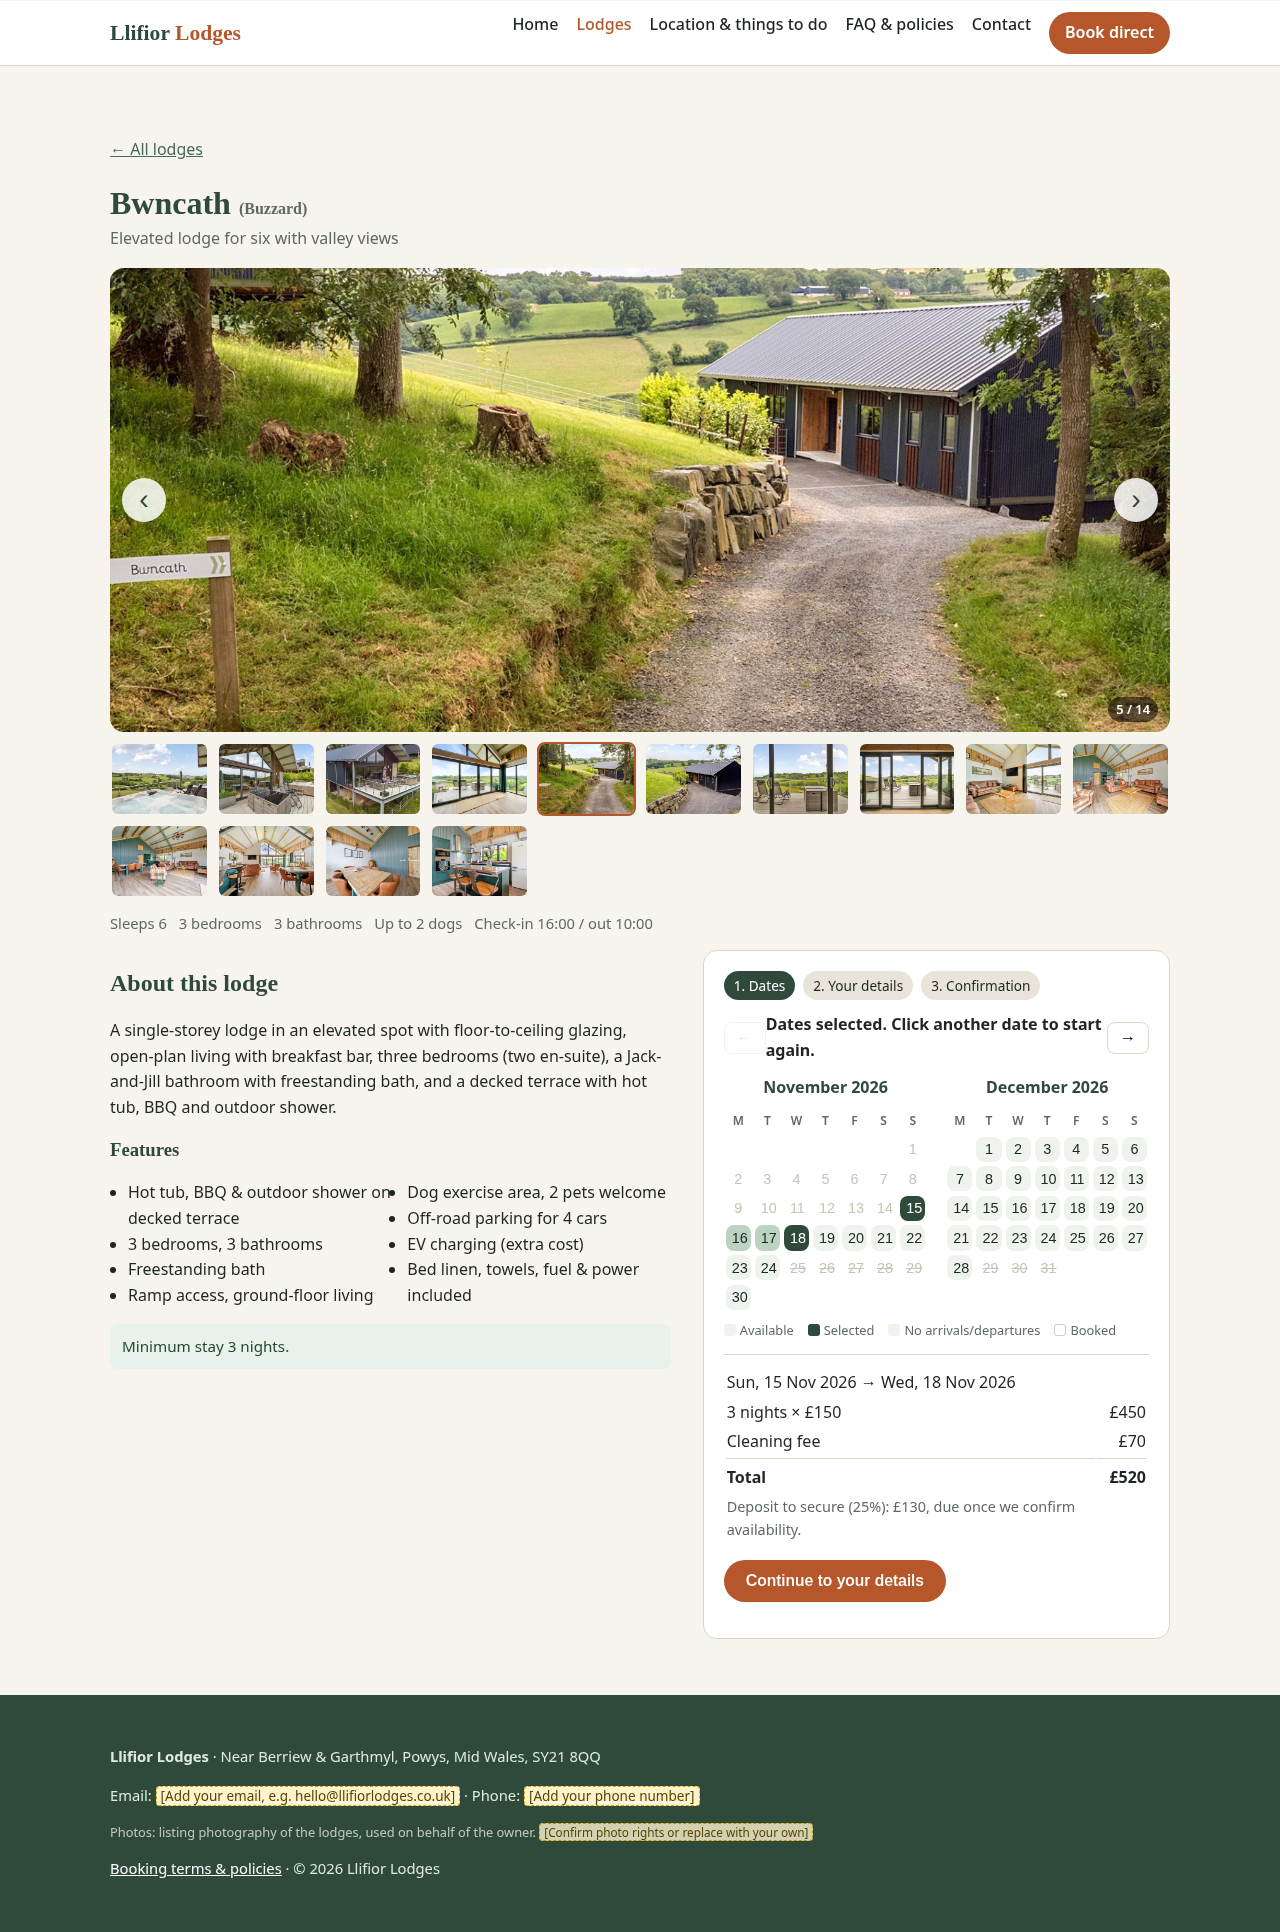 Llifior Lodges
Home Lodges Location & things to do FAQ & policies Contact Book direct
← All lodges
Bwncath (Buzzard)
Elevated lodge for six with valley views
‹
›
Bwncath
5 / 14
Sleeps 6 3 bedrooms 3 bathrooms Up to 2 dogs Check-in 16:00 / out 10:00
About this lodge
A single-storey lodge in an elevated spot with floor-to-ceiling glazing,
open-plan living with breakfast bar, three bedrooms (two en-suite), a Jack-
and-Jill bathroom with freestanding bath, and a decked terrace with hot
tub, BBQ and outdoor shower.
Features
• Hot tub, BBQ & outdoor shower on
decked terrace
• 3 bedrooms, 3 bathrooms
• Freestanding bath
• Ramp access, ground-floor living
• Dog exercise area, 2 pets welcome
• Off-road parking for 4 cars
• EV charging (extra cost)
• Bed linen, towels, fuel & power
included
Minimum stay 3 nights.
1. Dates 2. Your details 3. Confirmation
←
Dates selected. Click another date to start
again.
→
November 2026
M T W T F S S
1
2 3 4 5 6 7 8
9 10 11 12 13 14 15
16 17 18 19 20 21 22
23 24 25 26 27 28 29
30
December 2026
M T W T F S S
1 2 3 4 5 6
7 8 9 10 11 12 13
14 15 16 17 18 19 20
21 22 23 24 25 26 27
28 29 30 31
Available Selected No arrivals/departures Booked
Sun, 15 Nov 2026 → Wed, 18 Nov 2026
3 nights × £150 £450
Cleaning fee £70
Total £520
Deposit to secure (25%): £130, due once we confirm
availability.
Continue to your details
Llifior Lodges · Near Berriew & Garthmyl, Powys, Mid Wales, SY21 8QQ
Email: [Add your email, e.g. hello@llifiorlodges.co.uk] · Phone: [Add your phone number]
Photos: listing photography of the lodges, used on behalf of the owner. [Confirm photo rights or replace with your own]
Booking terms & policies · © 2026 Llifior Lodges